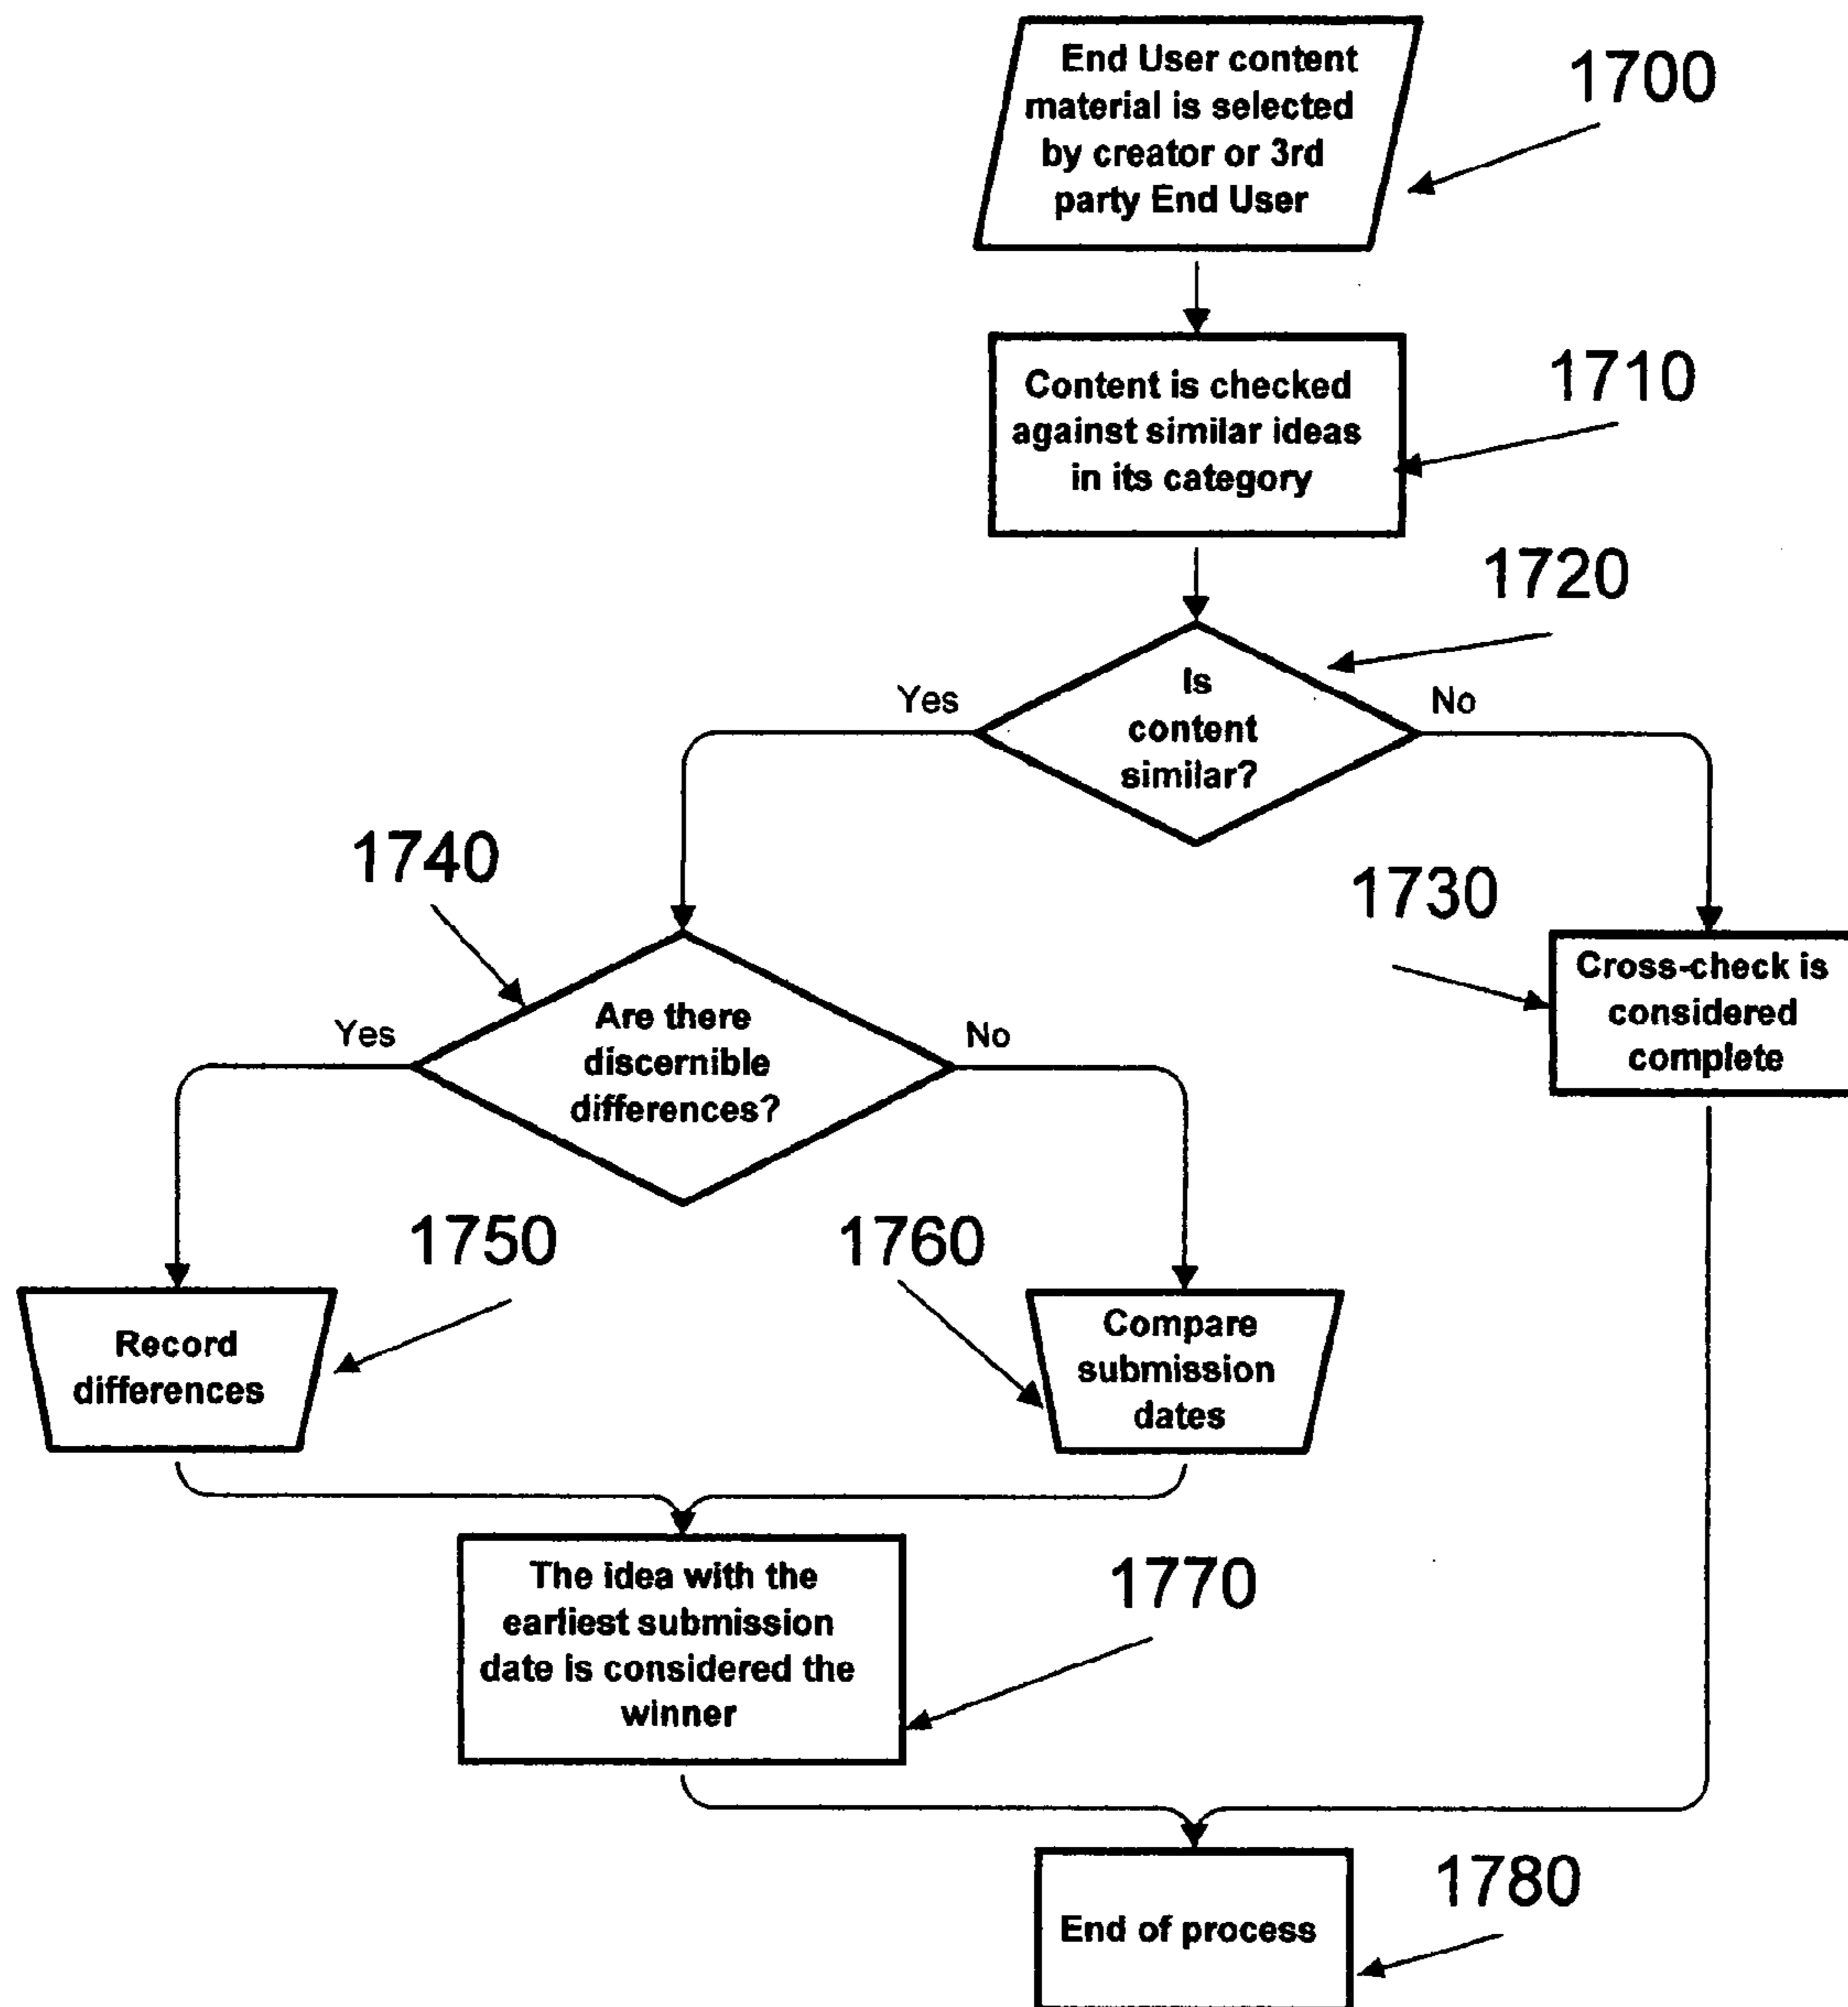 End User content
material is selected
by creator or 3rd
party End User
1700
Content is checked
against similar ideas
in its category
1710
1720
Is
content
similar?
Yes
No
1740
1730
Cross-check is
considered
complete
Are there
discernible
differences?
Yes
No
1750
1760
Record
differences
Compare
submission
dates
The idea with the
earliest submission
date is considered the
winner
1770
End of process
1780